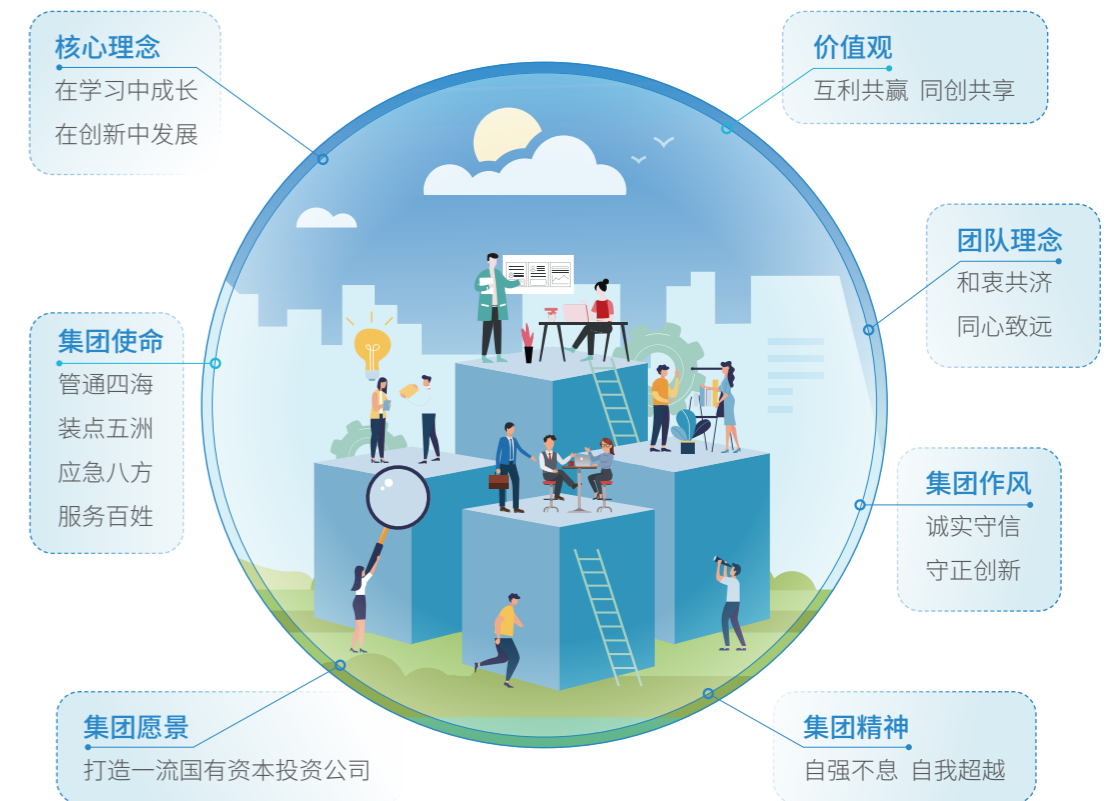 核心理念
在学习中成长
在创新中发展
价值观
互利共赢 同创共享
团队理念
和衷共济
同心致远
集团使命
管通四海
装点五洲
应急八方
服务百姓
集团作风
诚实守信
守正创新
集团愿景
打造一流国有资本投资公司
集团精神
自强不息 自我超越